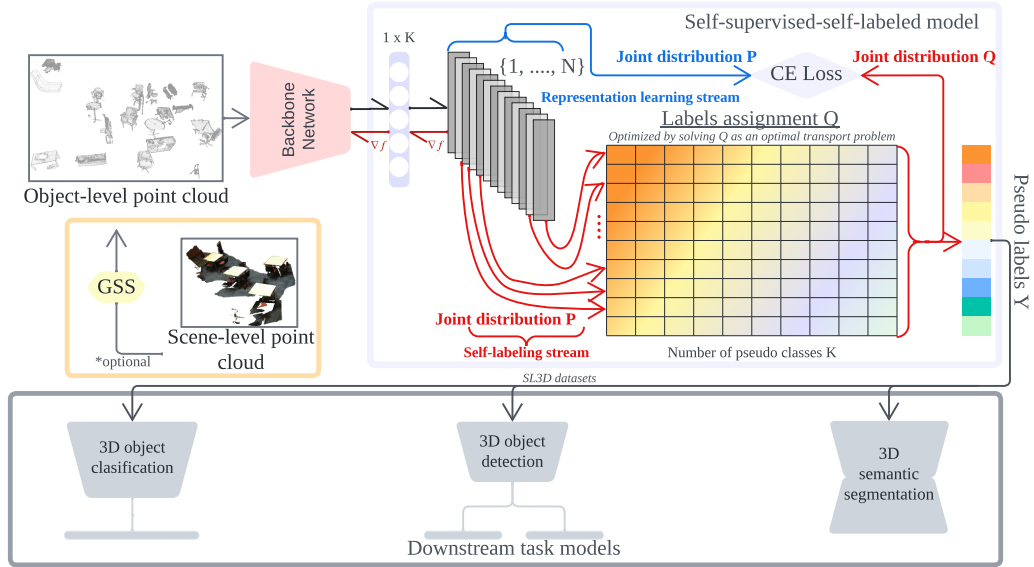 Self-supervised-self-labeled model
1 x K
{1, ...., N}
Joint distribution P
CE Loss
Joint distribution Q
Representation learning stream
Backbone
Network
∇f
∇f
Labels assignment Q
Optimized by solving Q as an optimal transport problem
Object-level point cloud
GSS
Scene-level point
cloud
*optional
Joint distribution P
Self-labeling stream
Number of pseudo classes K
Pseudo labels Y
SL3D datasets
3D object
clasification
3D object
detection
3D
semantic
segmentation
Downstream task models